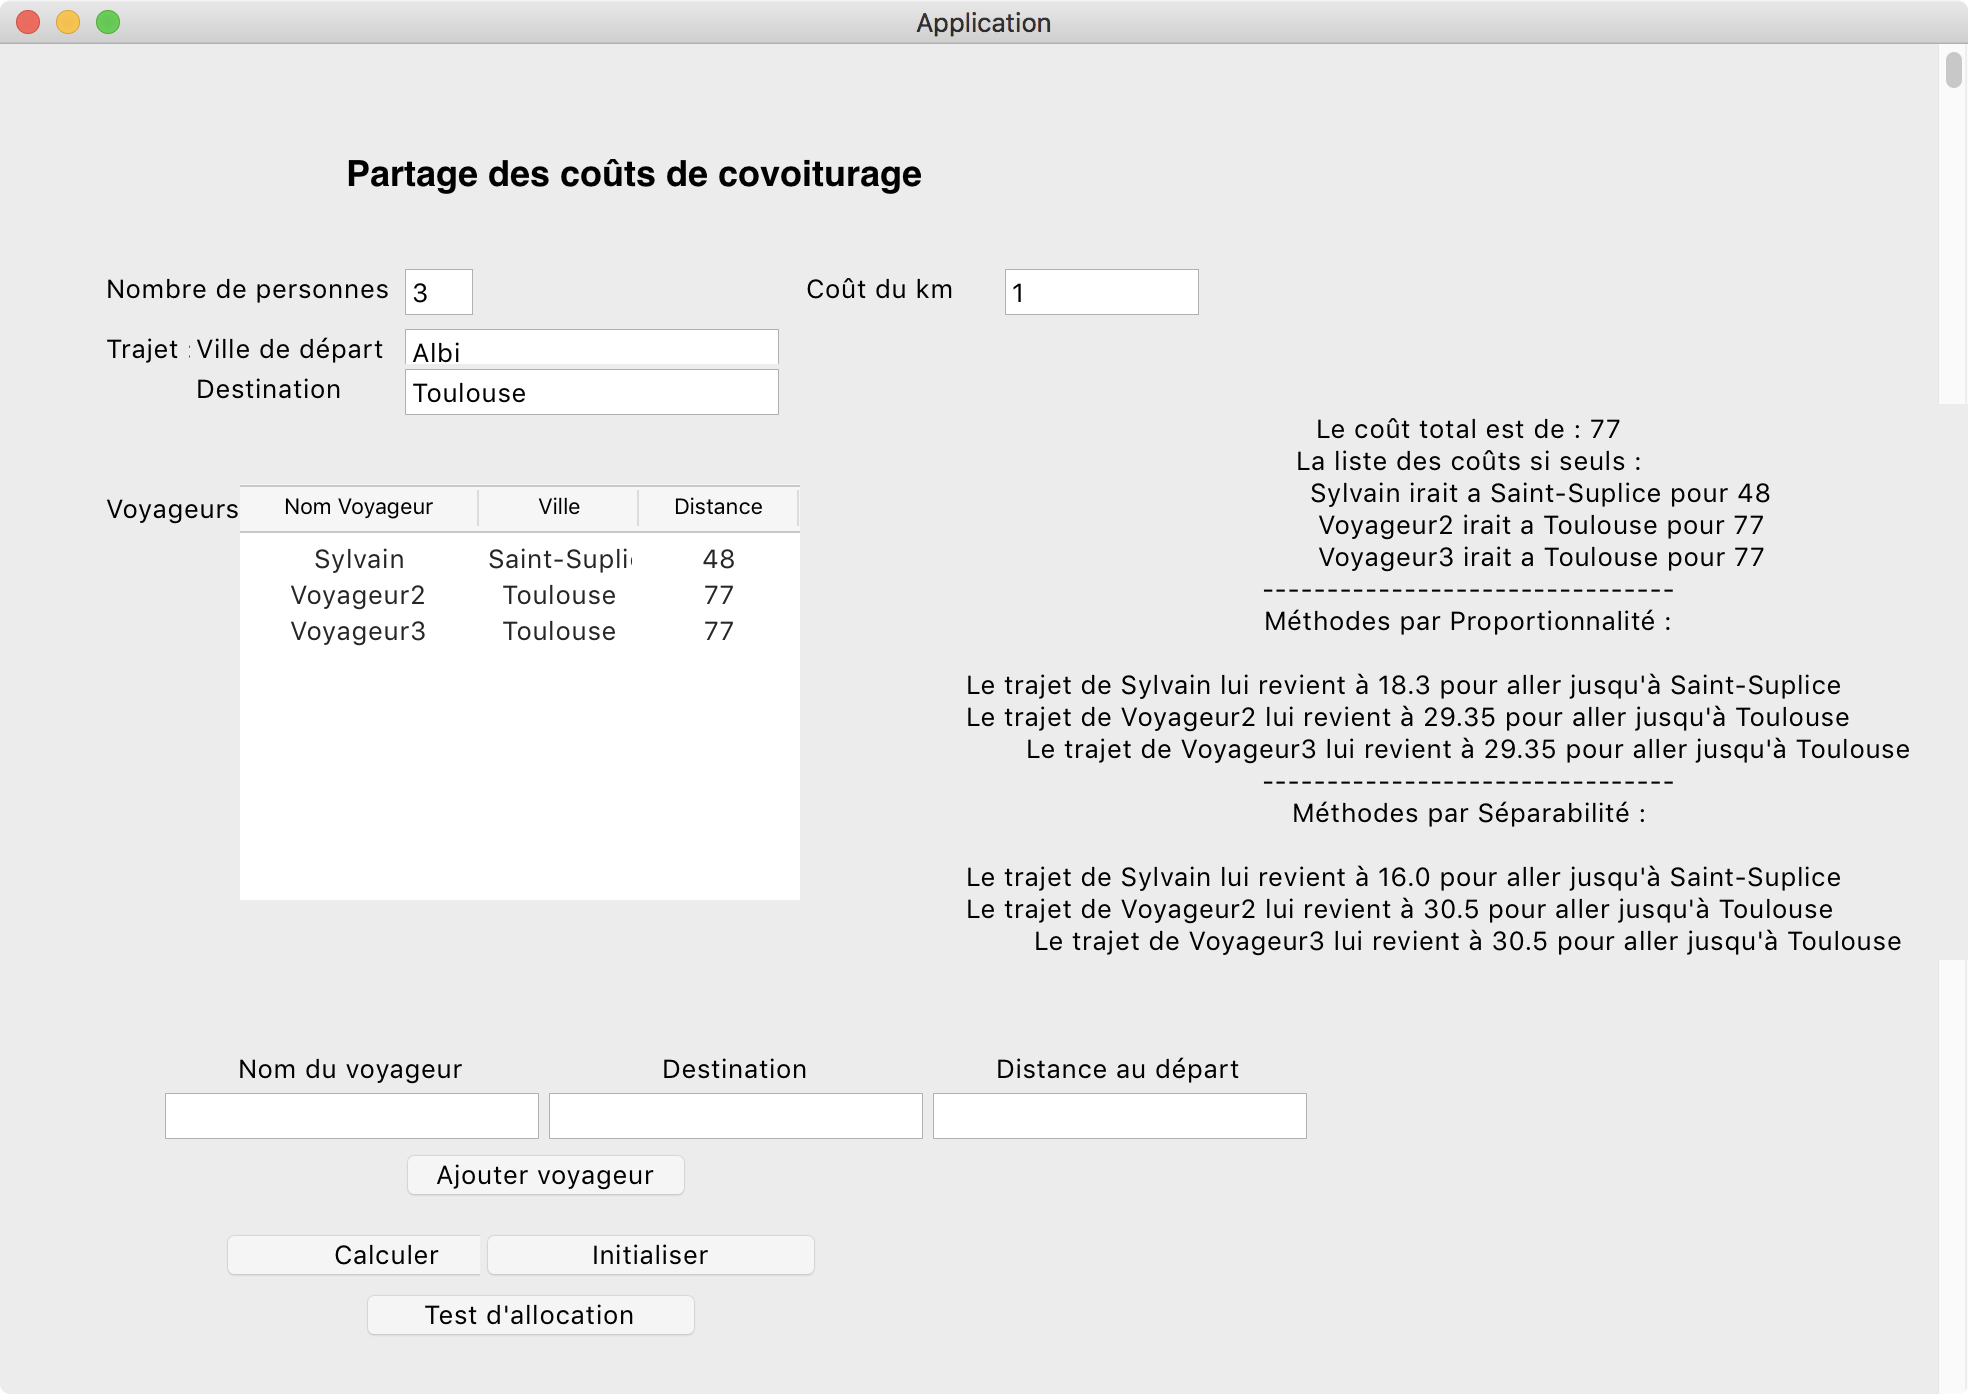 Application
Partage des coûts de covoiturage
Nombre de personnes 3 Coût du km 1
Trajet : Ville de départ Albi
Destination Toulouse
Voyageurs Nom Voyageur Ville Distance
Sylvain Saint-Suplic 48
Voyageur2 Toulouse 77
Voyageur3 Toulouse 77
Le coût total est de : 77
La liste des coûts si seuls :
Sylvain irait a Saint-Suplice pour 48
Voyageur2 irait a Toulouse pour 77
Voyageur3 irait a Toulouse pour 77
--------------------------------
Méthodes par Proportionnalité :
Le trajet de Sylvain lui revient à 18.3 pour aller jusqu'à Saint-Suplice
Le trajet de Voyageur2 lui revient à 29.35 pour aller jusqu'à Toulouse
Le trajet de Voyageur3 lui revient à 29.35 pour aller jusqu'à Toulouse
--------------------------------
Méthodes par Séparabilité :
Le trajet de Sylvain lui revient à 16.0 pour aller jusqu'à Saint-Suplice
Le trajet de Voyageur2 lui revient à 30.5 pour aller jusqu'à Toulouse
Le trajet de Voyageur3 lui revient à 30.5 pour aller jusqu'à Toulouse
Nom du voyageur Destination Distance au départ
Ajouter voyageur
Calculer Initialiser
Test d'allocation